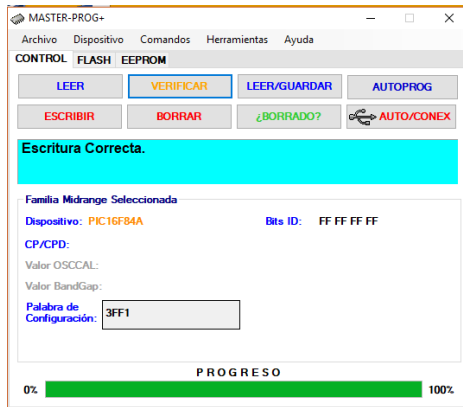 MASTER-PROG+
Archivo Dispositivo Comandos Herramientas Ayuda
CONTROL FLASH EEPROM
LEER VERIFICAR LEER/GUARDAR AUTOPROG
ESCRIBIR BORRAR ¿BORRADO? AUTO/CONEX
Escritura Correcta.
Familia Midrange Seleccionada
Dispositivo: PIC16F84A Bits ID: FF FF FF FF
CP/CPD:
Valor OSCCAL:
Valor BandGap:
Palabra de
Configuración: 3FF1
PROGRESO
0% 100%